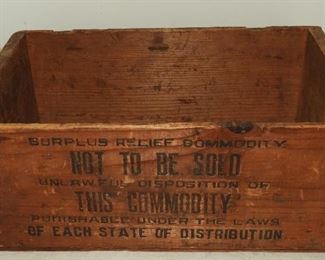 SURPLUS RELIEF COMMODITY
NOT TO BE SOLD
UNLAWFUL DISPOSITION OF
THIS COMMODITY
PUNISHABLE UNDER THE LAWS
OF EACH STATE OF DISTRIBUTION.